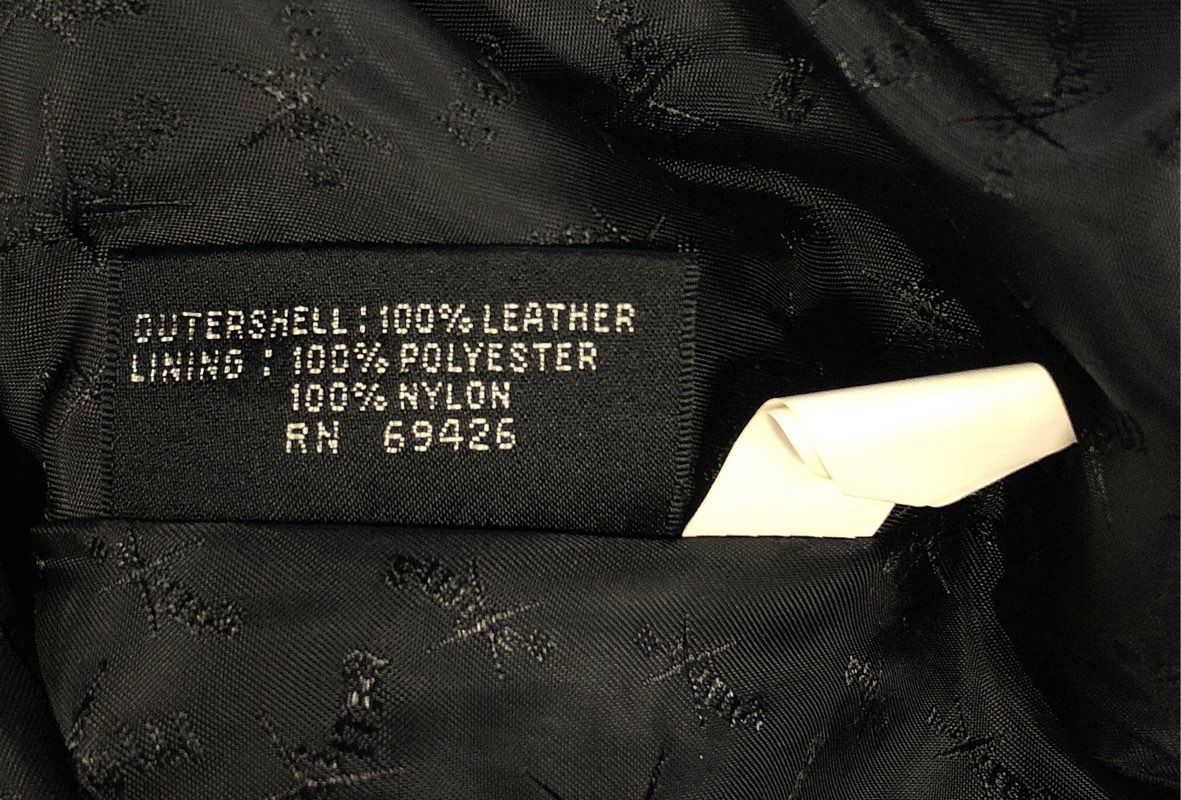 OUTERSHELL : 100% LEATHER
LINING : 100% POLYESTER
100% NYLON
RN 69426